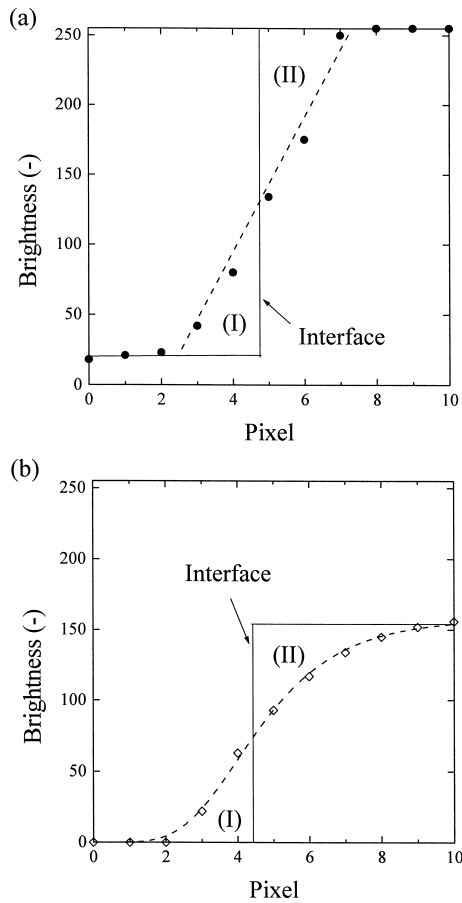 (a)
250
200
150
100
50
0
Brightness (-)
(II)
(I)
Interface
0 2 4 6 8 10
Pixel
(b)
250
200
150
100
50
0
Brightness (-)
Interface
(II)
(I)
0 2 4 6 8 10
Pixel